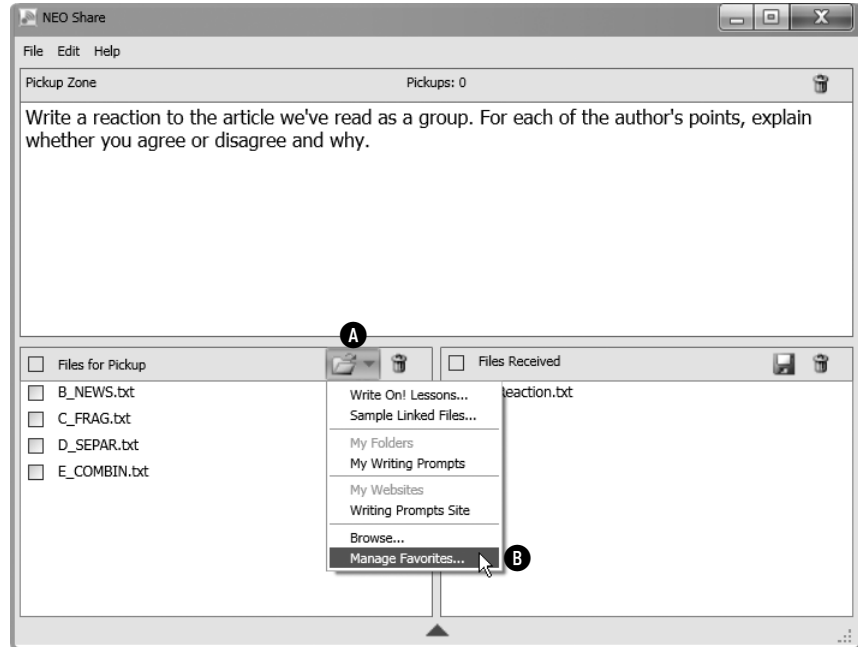 NEO Share
File Edit Help
Pickup Zone Pickups: 0
Write a reaction to the article we've read as a group. For each of the author's points, explain
whether you agree or disagree and why.
A
Files for Pickup
Files Received
B_NEWS.txt
C_FRAG.txt
D_SEPAR.txt
E_COMBIN.txt
Write On! Lessons...
Sample Linked Files...
My Folders
My Writing Prompts
My Websites
Writing Prompts Site
Browse...
Manage Favorites...
B
eaction.txt